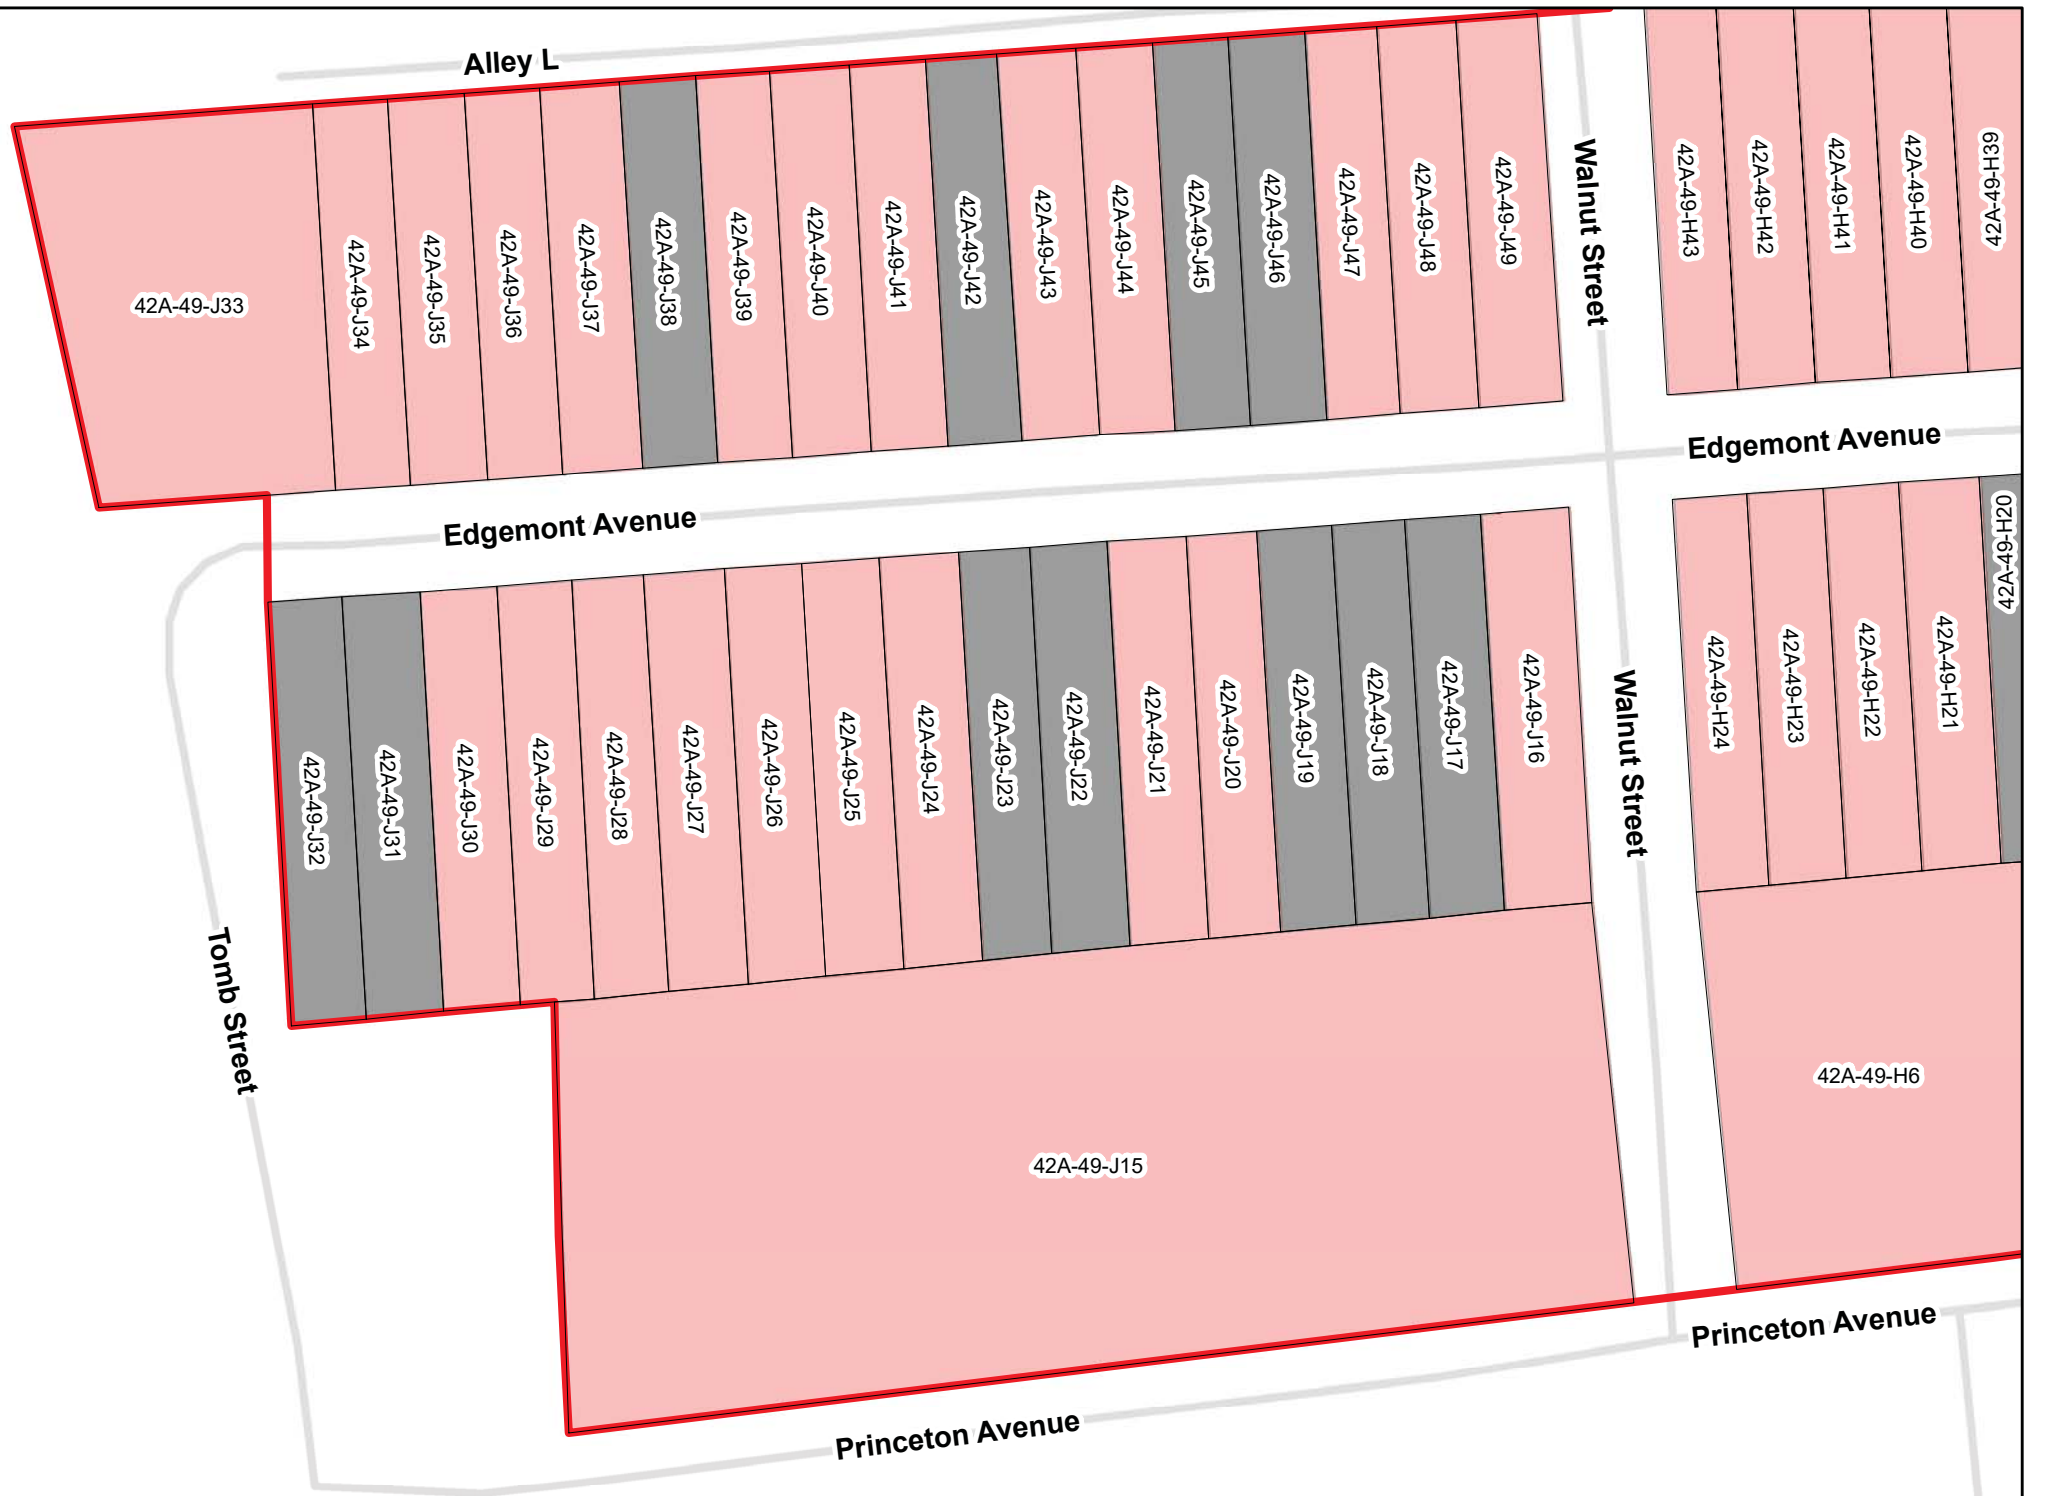 Alley L
42A-49-J33
42A-49-J34
42A-49-J35
42A-49-J36
42A-49-J37
42A-49-J38
42A-49-J39
42A-49-J40
42A-49-J41
42A-49-J42
42A-49-J43
42A-49-J44
42A-49-J45
42A-49-J46
42A-49-J47
42A-49-J48
42A-49-J49
Walnut Street
42A-49-H43
42A-49-H42
42A-49-H41
42A-49-H40
42A-49-H39
Edgemont Avenue
Edgemont Avenue
42A-49-J32
42A-49-J31
42A-49-J30
42A-49-J29
42A-49-J28
42A-49-J27
42A-49-J26
42A-49-J25
42A-49-J24
42A-49-J23
42A-49-J22
42A-49-J21
42A-49-J20
42A-49-J19
42A-49-J18
42A-49-J17
42A-49-J16
Walnut Street
42A-49-H24
42A-49-H23
42A-49-H22
42A-49-H21
42A-49-H20
Tomb Street
42A-49-J15
42A-49-H6
Princeton Avenue
Princeton Avenue